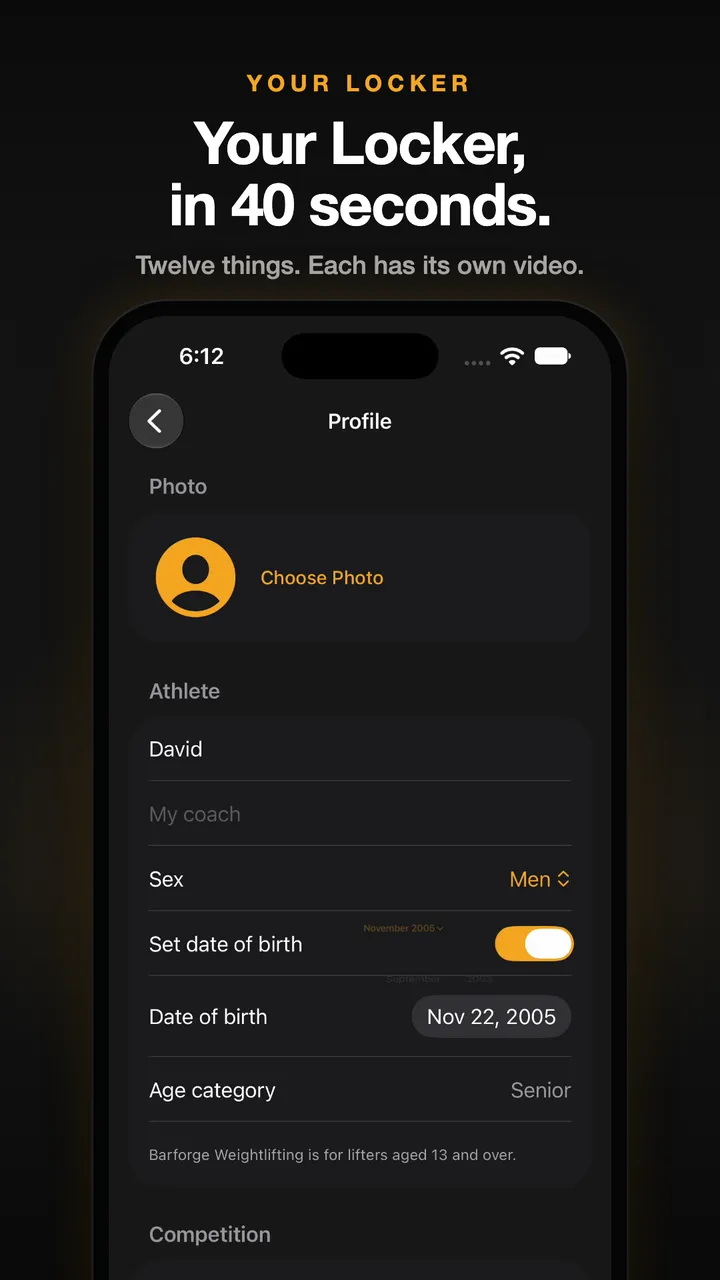 YOUR LOCKER
Your Locker,
in 40 seconds.
Twelve things. Each has its own video.
6:12
Profile
Photo
Choose Photo
Athlete
David
My coach
Sex Men
November 2005
Set date of birth
September 2003
Date of birth Nov 22, 2005
Age category Senior
Barforge Weightlifting is for lifters aged 13 and over.
Competition